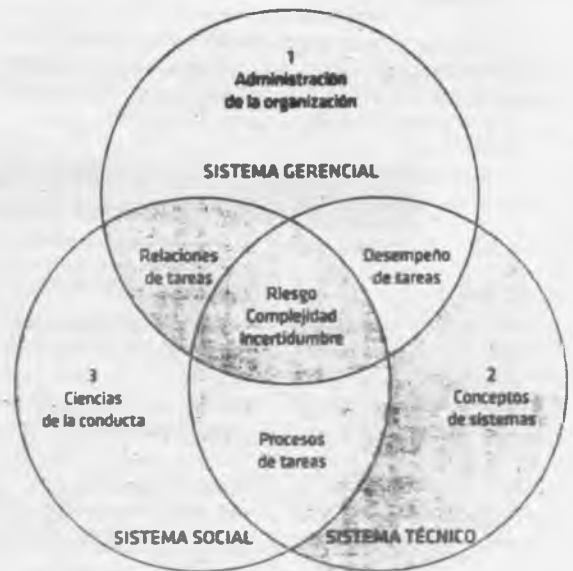 1
Administración
de la organización
SISTEMA GERENCIAL
Relaciones
de tareas
Desempeño
de tareas
Riesgo
Complejidad
Incertidumbre
3
Ciencias
de la conducta
2
Conceptos
de sistemas
Procesos
de tareas
SISTEMA SOCIAL
SISTEMA TÉCNICO